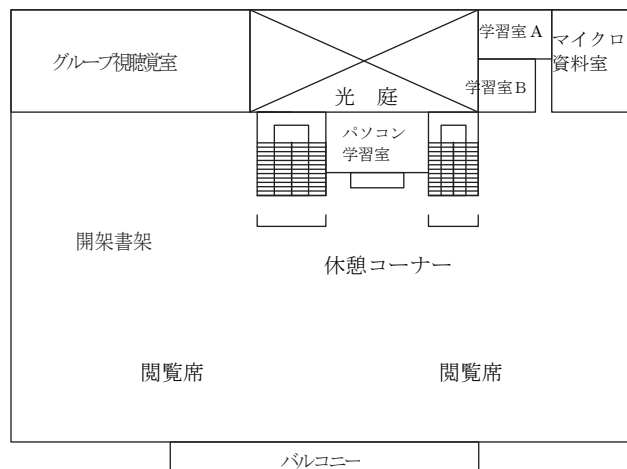 グループ視聴覚室
学習室A
マイクロ
資料室
学習室B
光 庭
パソコン
学習室
開架書架
休憩コーナー
閲覧席
閲覧席
バルコニー